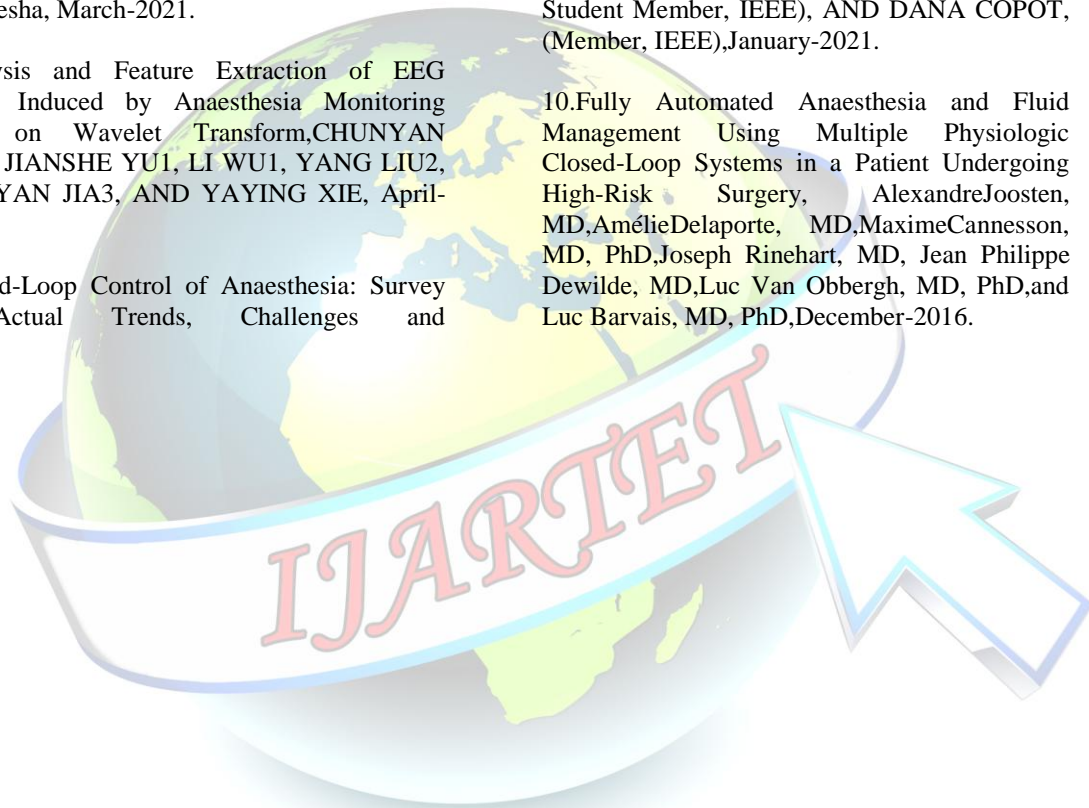 esha, March-2021.
ysis and Feature Extraction of EEG
Induced by Anaesthesia Monitoring
on Wavelet Transform,CHUNYAN
JIANSHE YU1, LI WU1, YANG LIU2,
YAN JIA3, AND YAYING XIE, April-
d-Loop Control of Anaesthesia: Survey
Actual Trends, Challenges and
Student Member, IEEE), AND DANA COPOT,
(Member, IEEE),January-2021.
10.Fully Automated Anaesthesia and Fluid
Management Using Multiple Physiologic
Closed-Loop Systems in a Patient Undergoing
High-Risk Surgery, AlexandreJoosten,
MD,AmélieDelaporte, MD,MaximeCannesson,
MD, PhD,Joseph Rinehart, MD, Jean Philippe
Dewilde, MD,Luc Van Obbergh, MD, PhD,and
Luc Barvais, MD, PhD,December-2016.
IJARTET